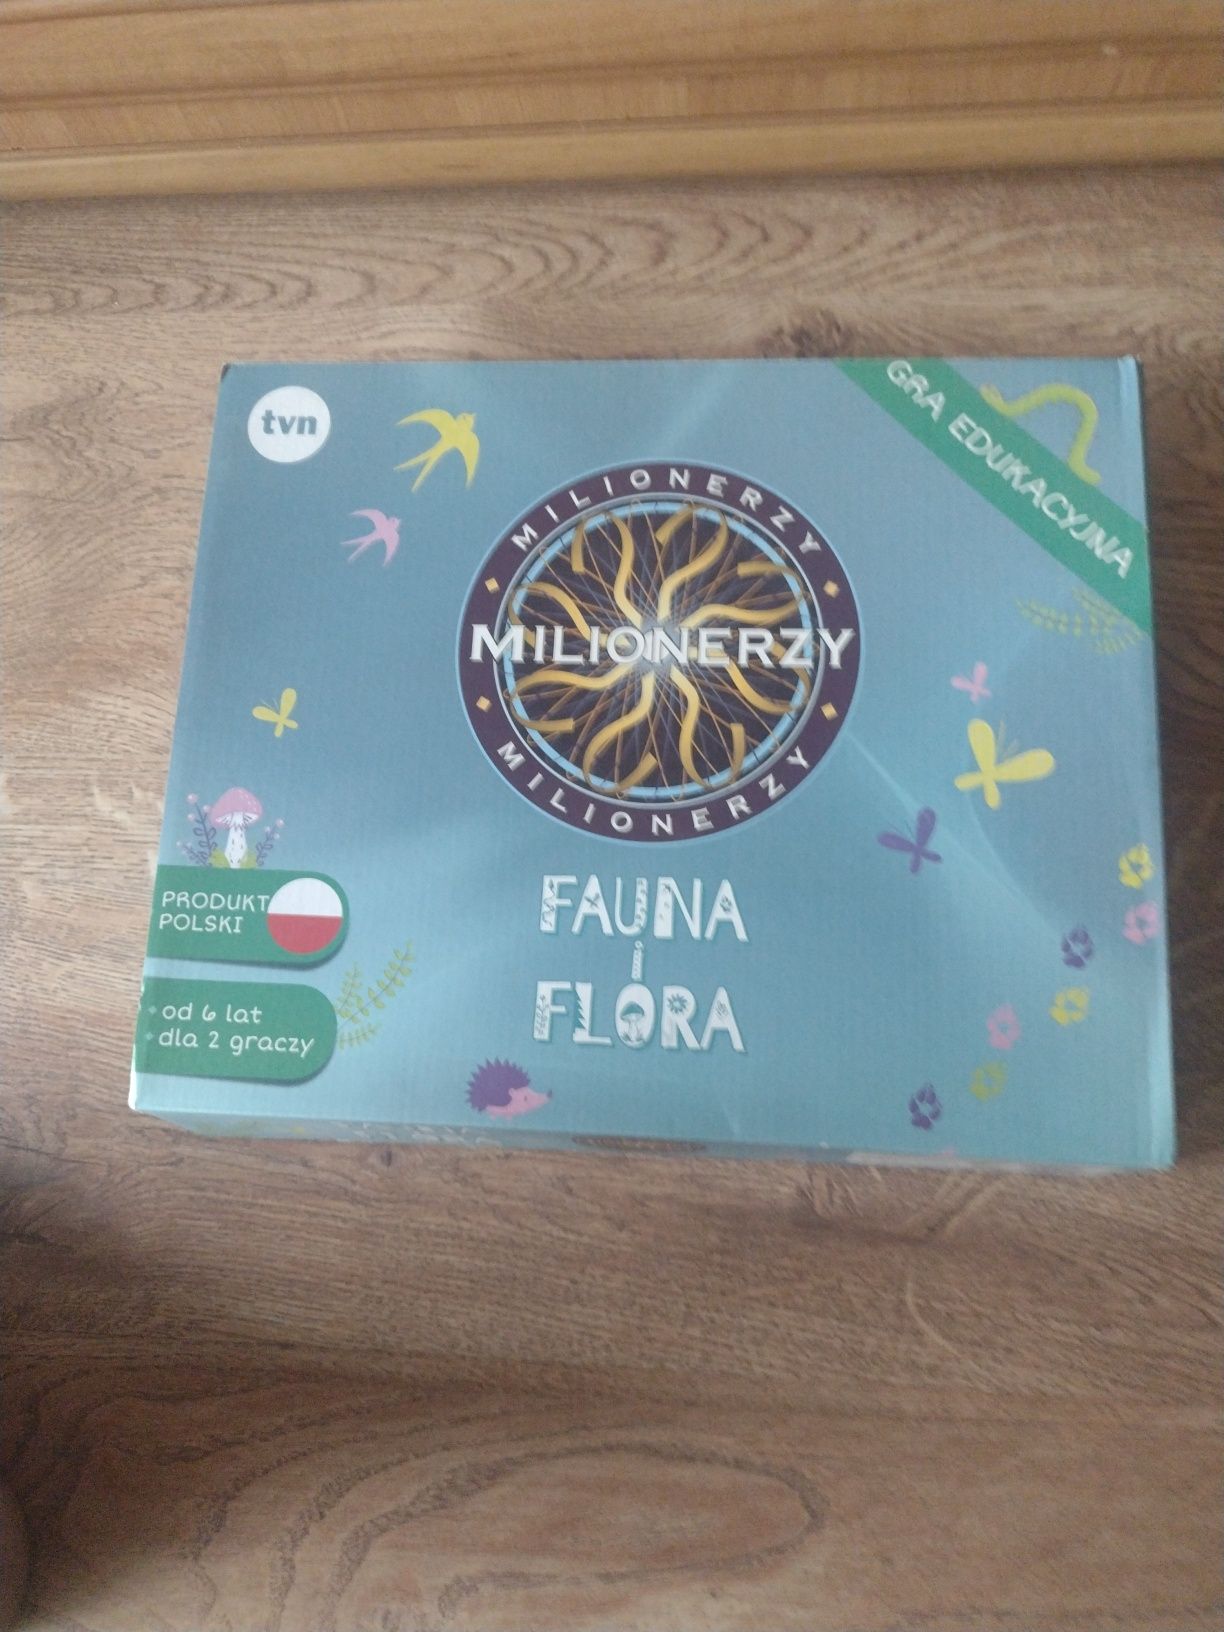 tvn
GRA EDUKACYJNA
MILIONERZY
MILIONERZY
MILIONERZY
FAUNA
i
FLORA
PRODUKT
POLSKI
od 6 lat
dla 2 graczy